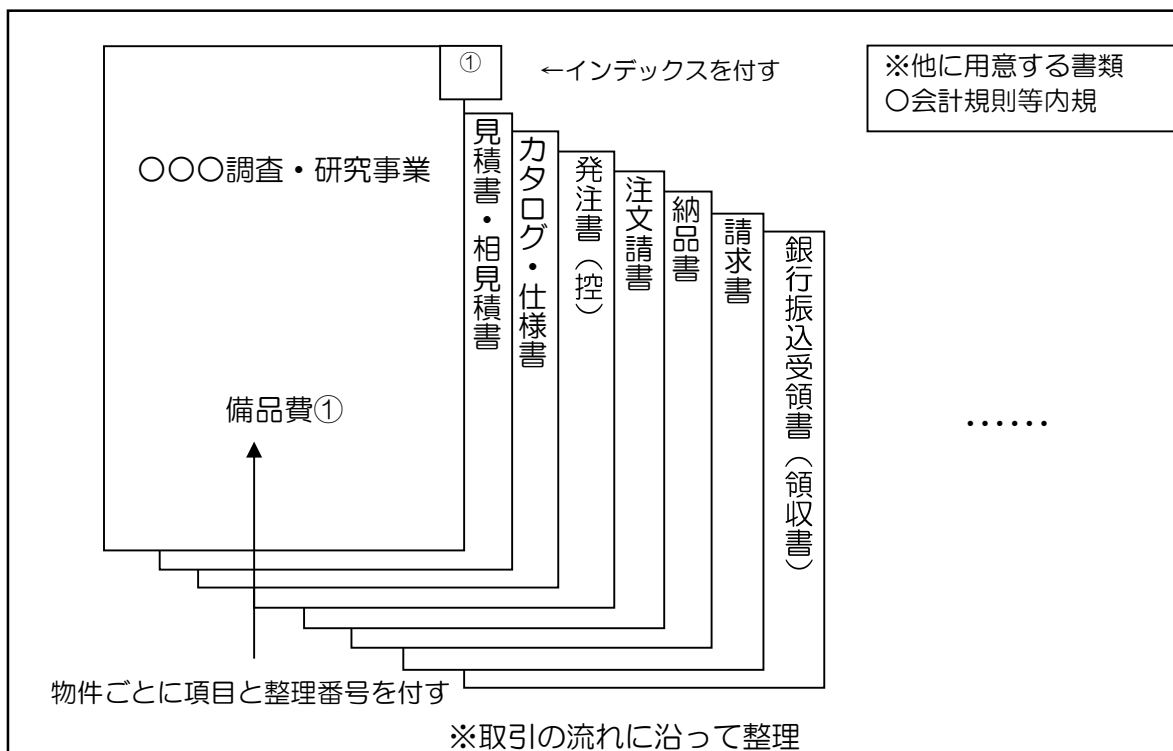 ①
←インデックスを付す
※他に用意する書類
〇会計規則等内規
〇〇〇調査・研究事業
見積書・相見積書
カタログ・仕様書
発注書（控）
注文請書
納品書
請求書
銀行振込受領書（領収書）
備品費①
……
物件ごとに項目と整理番号を付す
※取引の流れに沿って整理